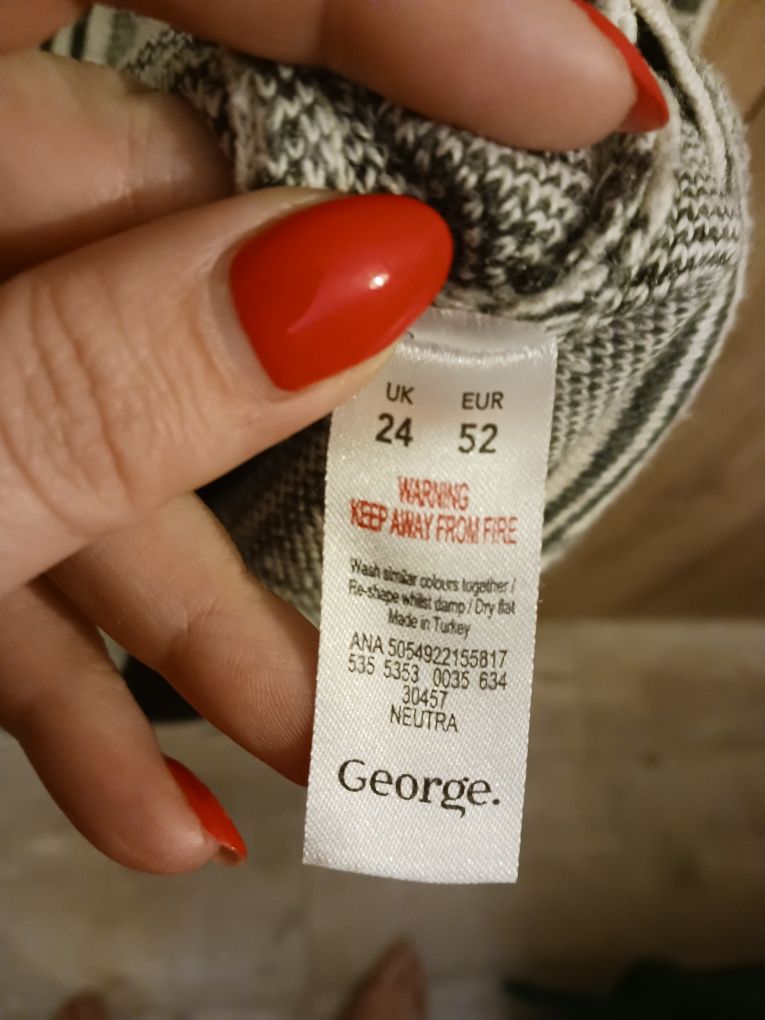 UK EUR
24 52
WARNING
KEEP AWAY FROM FIRE
Wash similar colours together /
Re-shape whilst damp / Dry flat
Made in Turkey
ANA 5054922155817
535 5353 0035 634
30457
NEUTRA
George.